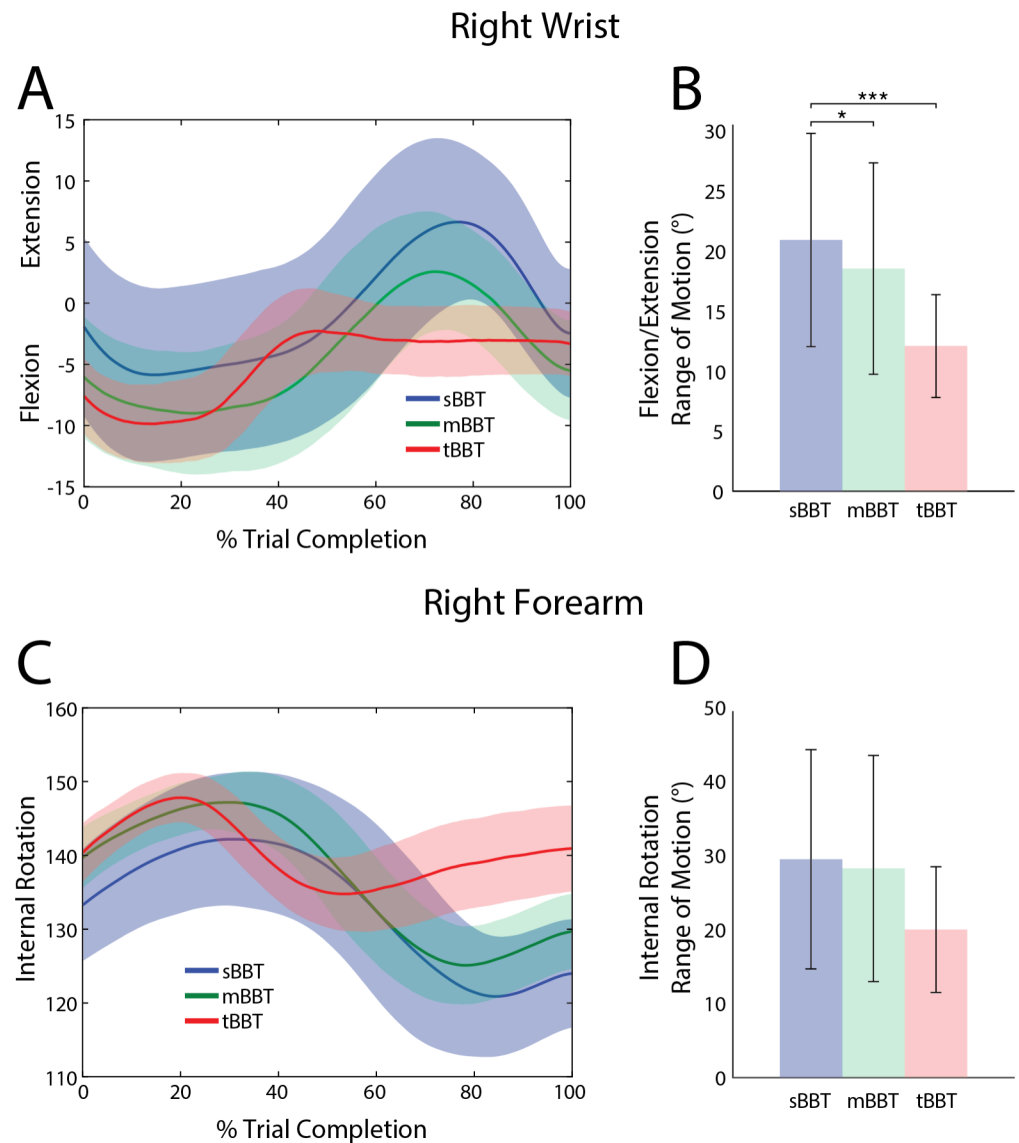 Right Wrist
A
B
15
10
5
0
-5
-10
-15
Extension
Flexion
sBBT
mBBT
tBBT
0 20 40 60 80 100
% Trial Completion
***
*
30
25
20
15
10
5
0
Flexion/Extension
Range of Motion (°)
sBBT mBBT tBBT
Right Forearm
C
D
160
150
140
130
120
110
Internal Rotation
sBBT
mBBT
tBBT
0 20 40 60 80 100
% Trial Completion
50
40
30
20
10
0
Internal Rotation
Range of Motion (°)
sBBT mBBT tBBT